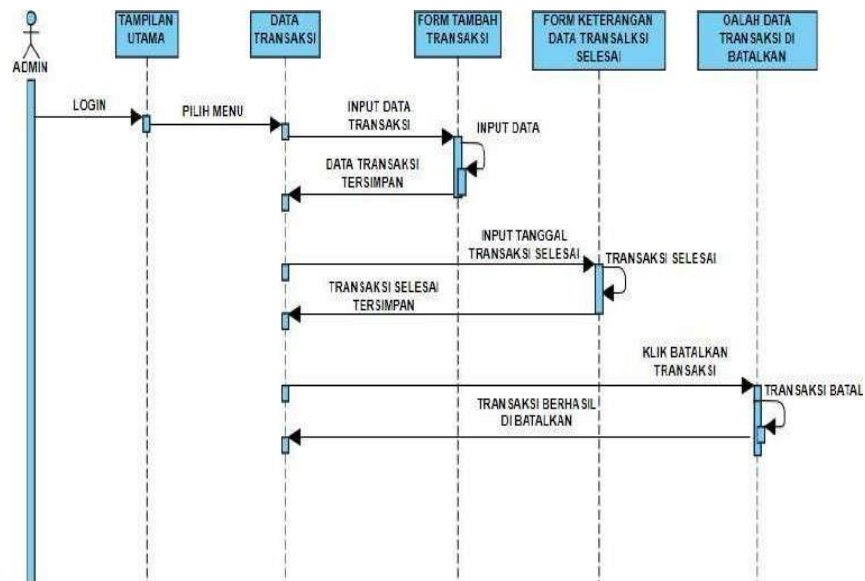 TAMPILAN
UTAMA
DATA
TRANSAKSI
FORM TAMBAH
TRANSAKSI
FORM KETERANGAN
DATA TRANSALKSI
SELESAI
OALAH DATA
TRANSAKSI DI
BATALKAN
ADMIN
LOGIN
PILIH MENU
INPUT DATA
TRANSAKSI
INPUT DATA
DATA TRANSAKSI
TERSIMPAN
INPUT TANGGAL
TRANSAKSI SELESAI
TRANSAKSI SELESAI
TRANSAKSI SELESAI
TERSIMPAN
KLIK BATALKAN
TRANSAKSI
TRANSAKSI BATAL
TRANSAKSI BERHASIL
DI BATALKAN